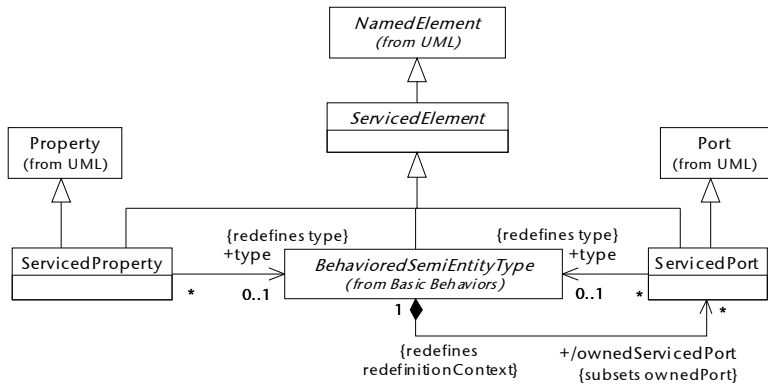 NamedElement
(from UML)
ServicedElement
Property
(from UML)
Port
(from UML)
{redefines type}
+type
{redefines type}
+type
ServicedProperty
BehavioredSemiEntityType
(from Basic Behaviors)
ServicedPort
*
0..1
0..1
*
1
*
{redefines
redefinitionContext}
+/ownedServicedPort
{subsets ownedPort}